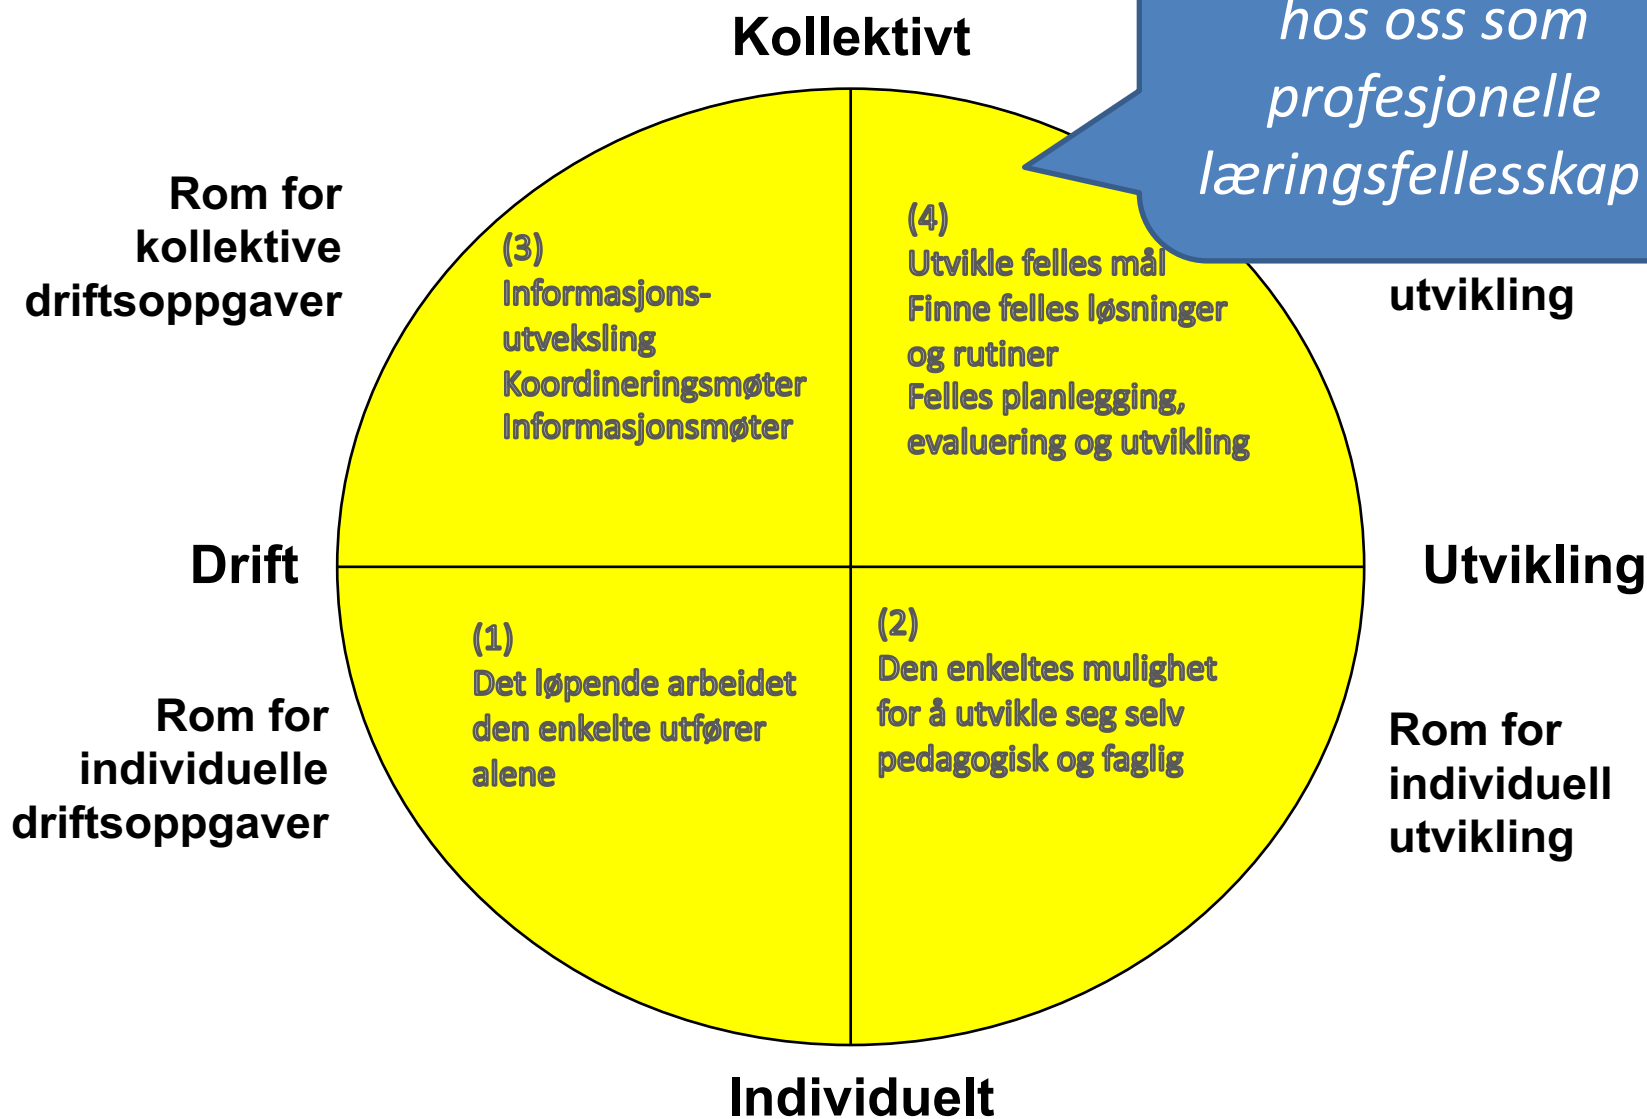 Kollektivt
hos oss som
profesjonelle
læringsfellesskap
Rom for
kollektive
driftsoppgaver
(3)
Informasjons-
utveksling
Koordineringsmøter
Informasjonsmøter
(4)
Utvikle felles mål
Finne felles løsninger
og rutiner
Felles planlegging,
evaluering og utvikling
utvikling
Drift
Utvikling
Rom for
individuelle
driftsoppgaver
(1)
Det løpende arbeidet
den enkelte utfører
alene
(2)
Den enkeltes mulighet
for å utvikle seg selv
pedagogisk og faglig
Rom for
individuell
utvikling
Individuelt